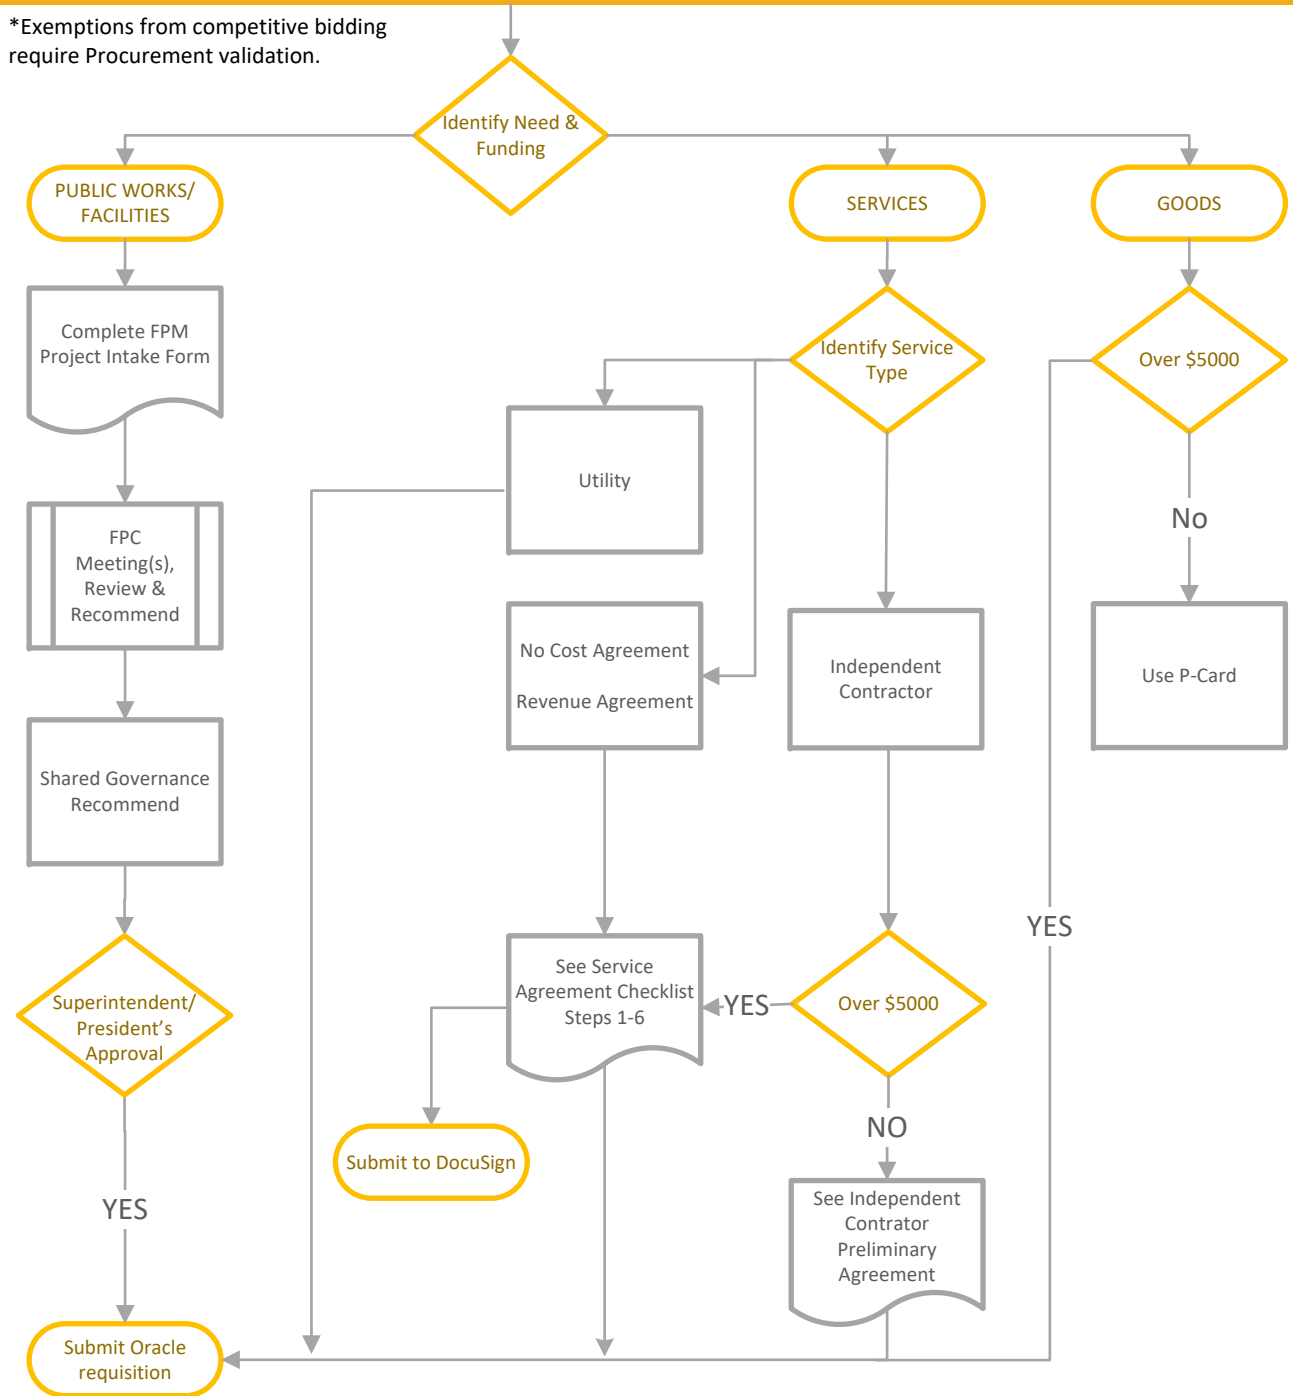 *Exemptions from competitive bidding
require Procurement validation.
Identify Need &
Funding
PUBLIC WORKS/
FACILITIES
SERVICES
GOODS
Complete FPM
Project Intake Form
Identify Service
Type
Over $5000
Utility
No
FPC
Meeting(s),
Review &
Recommend
No Cost Agreement
Revenue Agreement
Independent
Contractor
Use P-Card
Shared Governance
Recommend
YES
See Service
Agreement Checklist
Steps 1-6
YES
Over $5000
Superintendent/
President’s
Approval
NO
Submit to DocuSign
YES
See Independent
Contrator
Preliminary
Agreement
Submit Oracle
requisition